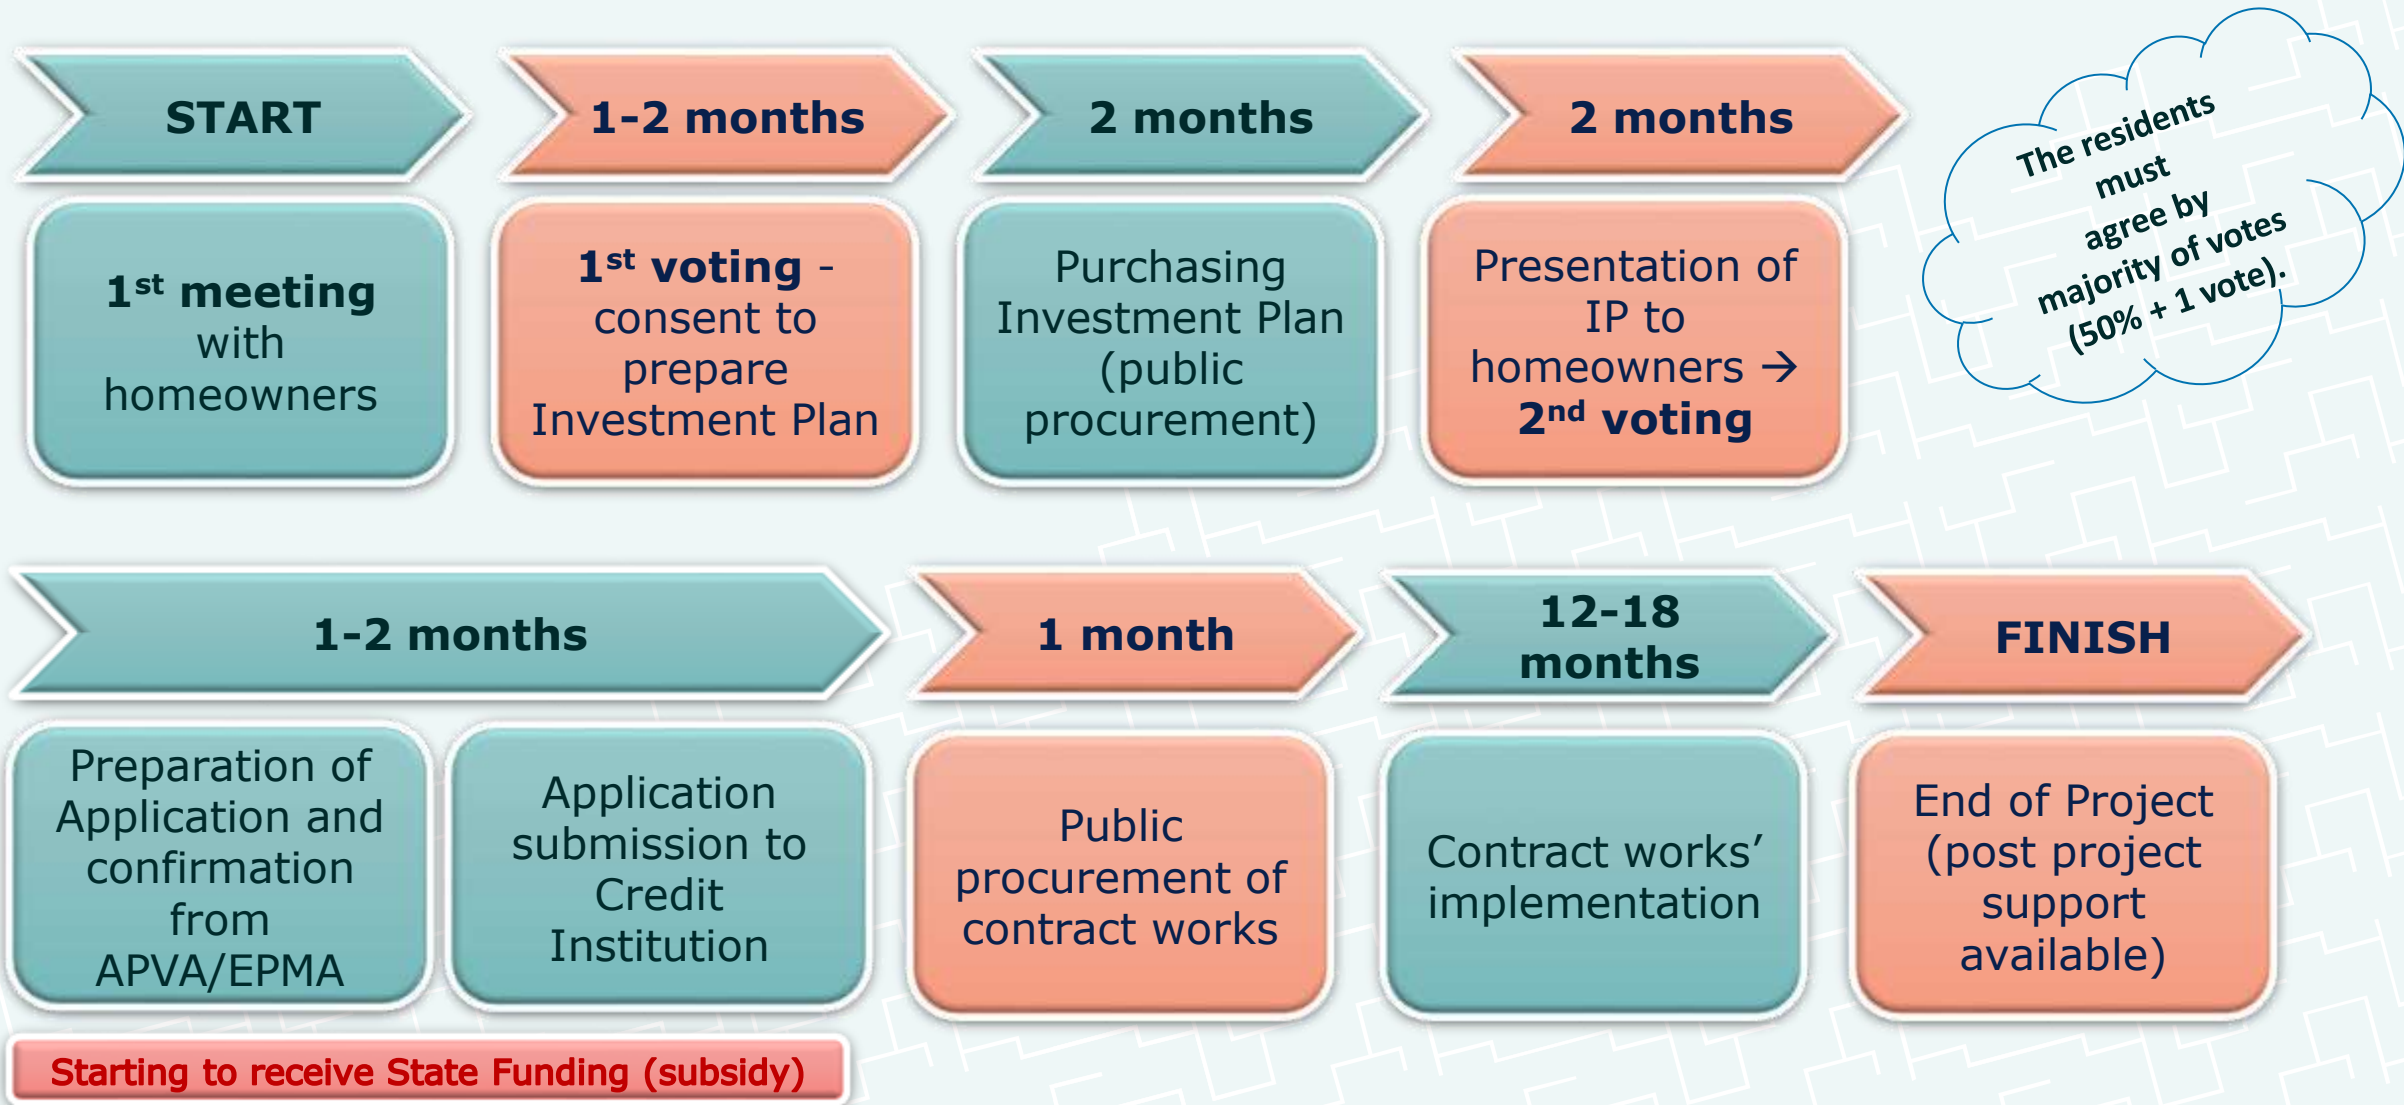 START
1-2 months
2 months
2 months
1st meeting
with
homeowners
1st voting -
consent to
prepare
Investment Plan
Purchasing
Investment Plan
(public
procurement)
Presentation of
IP to
homeowners →
2nd voting
The residents
must
agree by
majority of votes
(50% + 1 vote).
1-2 months
1 month
12-18
months
FINISH
Preparation of
Application and
confirmation
from
APVA/EPMA
Application
submission to
Credit
Institution
Public
procurement of
contract works
Contract works’
implementation
End of Project
(post project
support
available)
Starting to receive State Funding (subsidy)